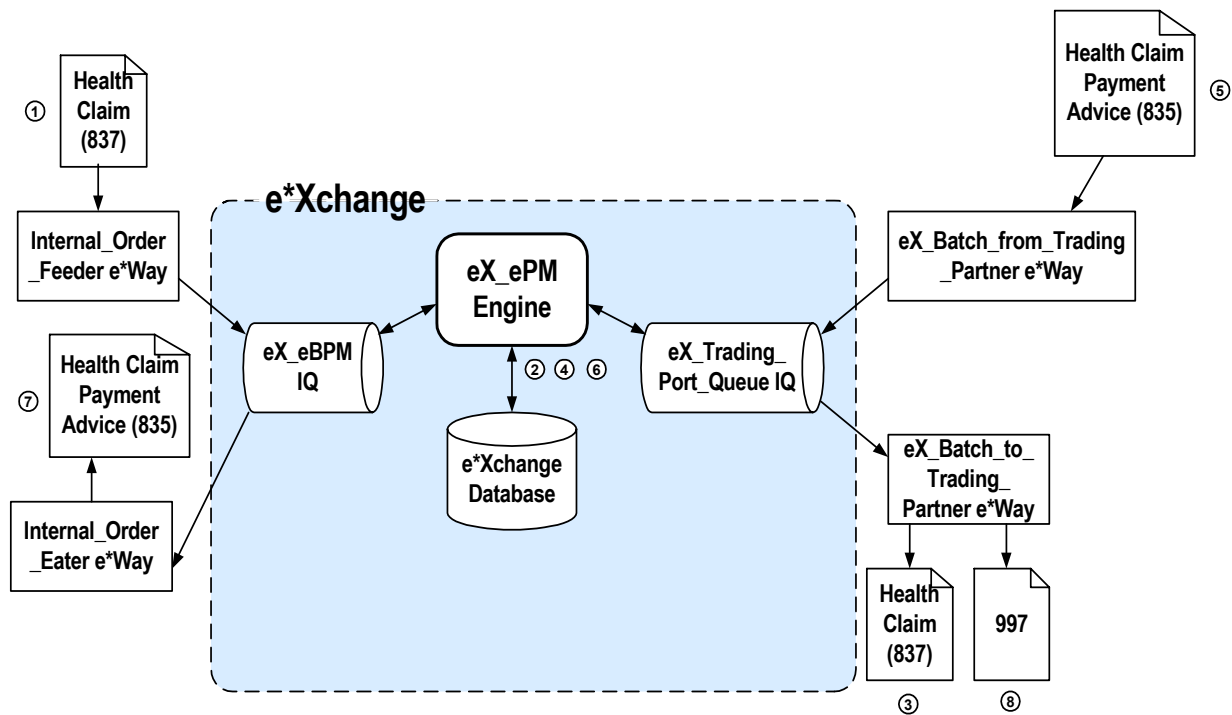 Health
Claim
(837)
①
Health Claim
Payment
Advice (835)
⑤
e*Xchange
Internal_Order
_Feeder e*Way
eX_ePM
Engine
eX_Batch_from_Trading
_Partner e*Way
eX_eBPM
IQ
② ④ ⑥
eX_Trading_
Port_Queue IQ
Health Claim
Payment
Advice (835)
⑦
e*Xchange
Database
eX_Batch_to_
Trading_
Partner e*Way
Internal_Order
_Eater e*Way
Health
Claim
(837)
③
997
⑧